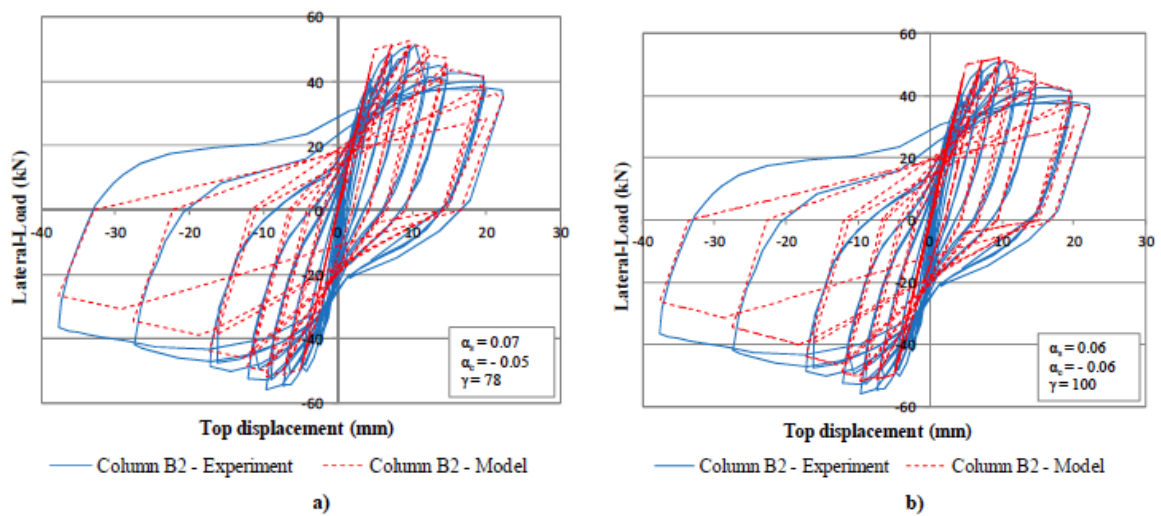 60
40
20
0
-40 -30 -20 -10 0 10 20 30
-20
-40
-60
Lateral-Load (kN)
αs = 0.07
αc = - 0.05
γ = 78
Top displacement (mm)
Column B2 - Experiment Column B2 - Model
a)
60
40
20
0
-40 -30 -20 -10 0 10 20 30
-20
-40
-60
Lateral-Load (kN)
αs = 0.06
αc = - 0.06
γ = 100
Top displacement (mm)
Column B2 - Experiment Column B2 - Model
b)